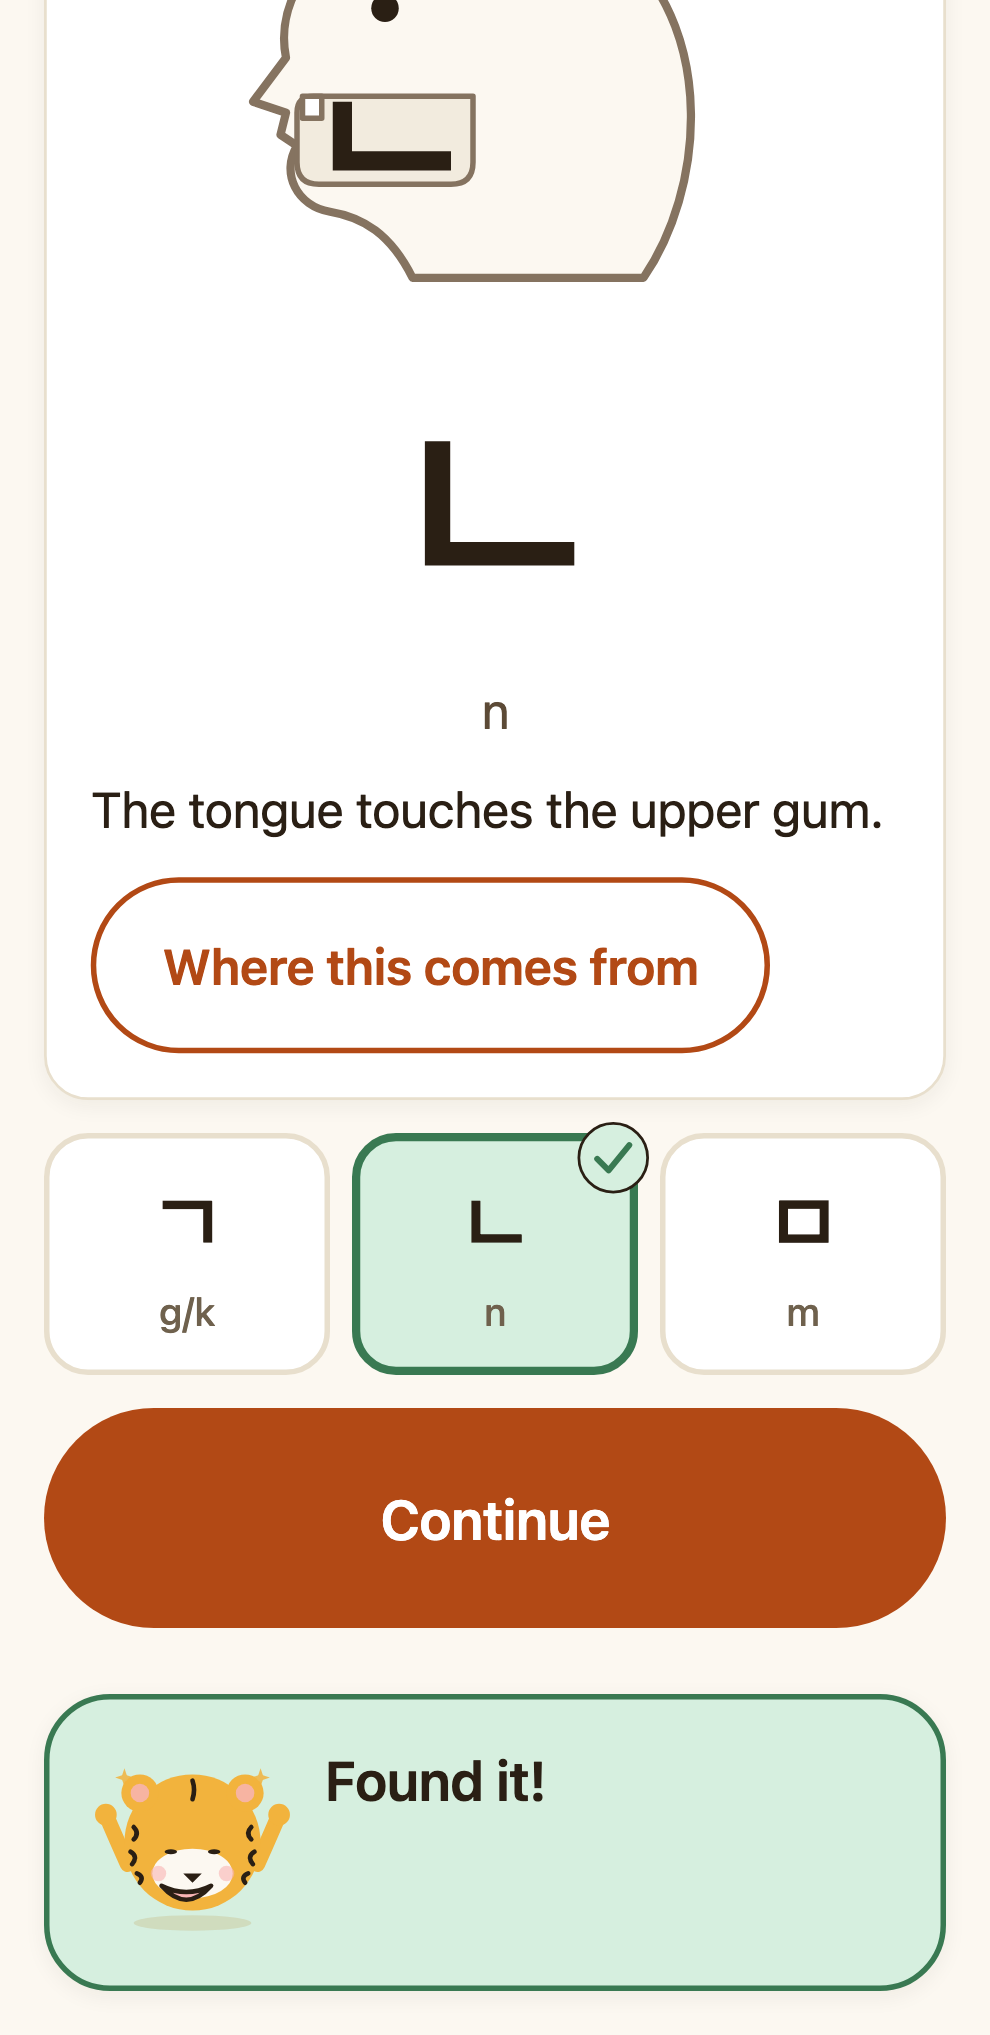 ㄴ
ㄴ
n
The tongue touches the upper gum.
Where this comes from
ㄱ ㄴ ㅁ
g/k n m
Continue
Found it!